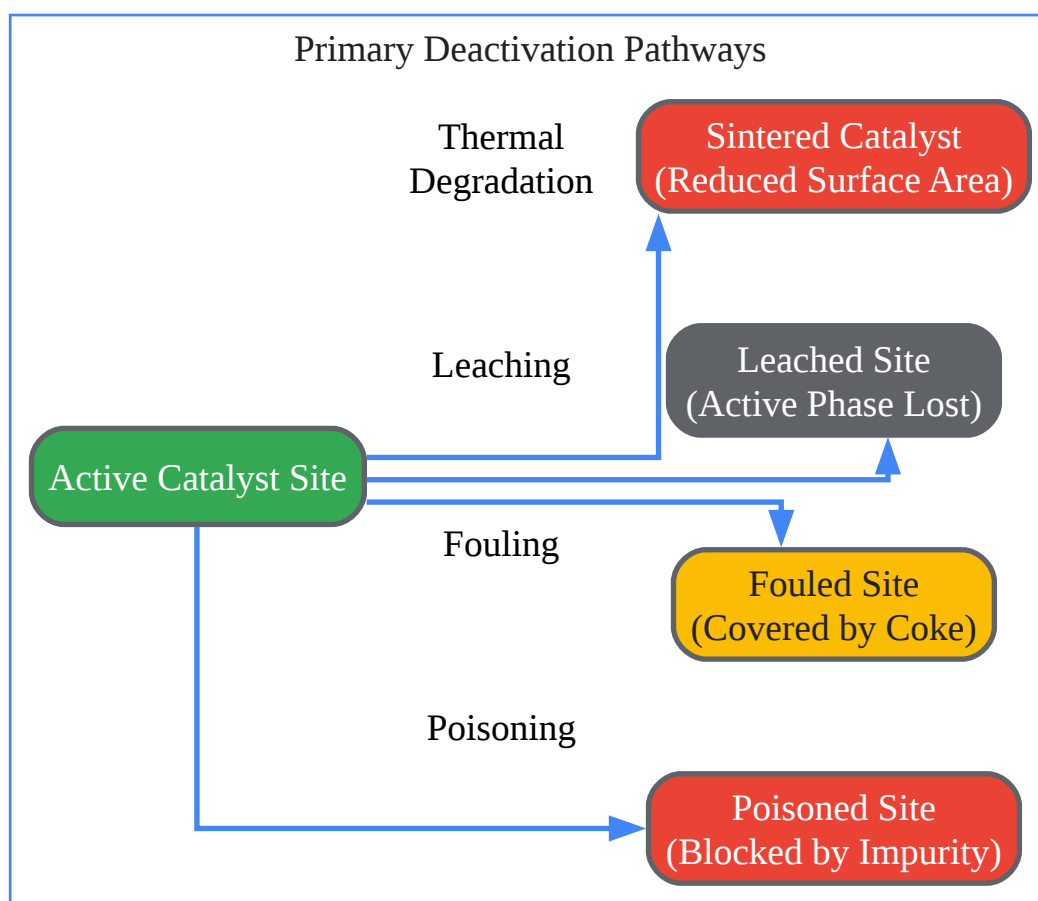 Primary Deactivation Pathways
Thermal
Degradation
Sintered Catalyst
(Reduced Surface Area)
Leaching
Leached Site
(Active Phase Lost)
Active Catalyst Site
Fouling
Fouled Site
(Covered by Coke)
Poisoning
Poisoned Site
(Blocked by Impurity)